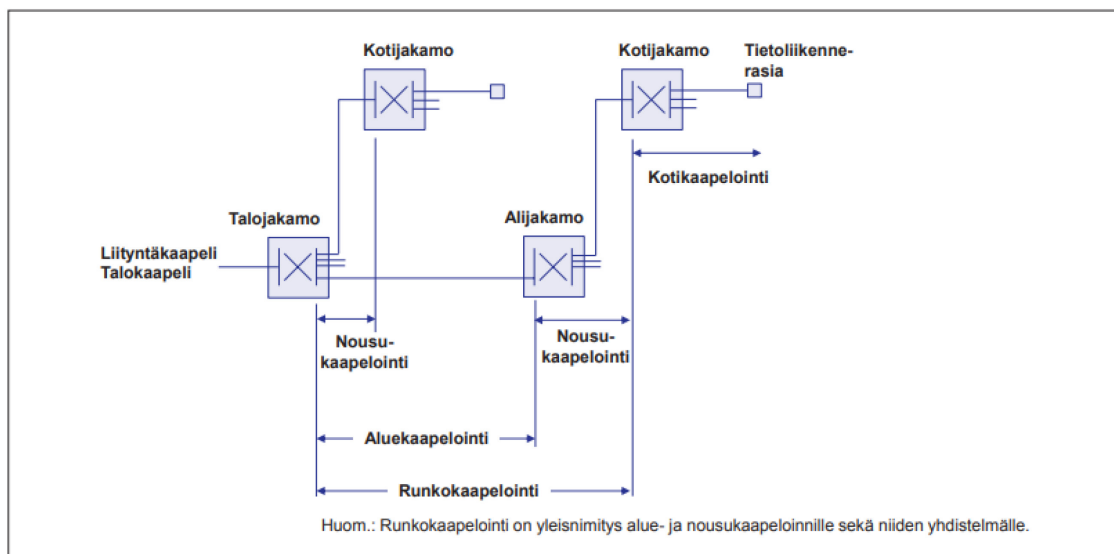 Kotijakamo
Kotijakamo
Tietoliikenne-
rasia
Kotikaapelointi
Talojakamo
Alijakamo
Liityntäkaapeli
Talokaapeli
Nousu-
kaapelointi
Nousu-
kaapelointi
Aluekaapelointi
Runkokaapelointi
Huom.: Runkokaapelointi on yleisnimitys alue- ja nousukaapeloinnille sekä niiden yhdistelmälle.